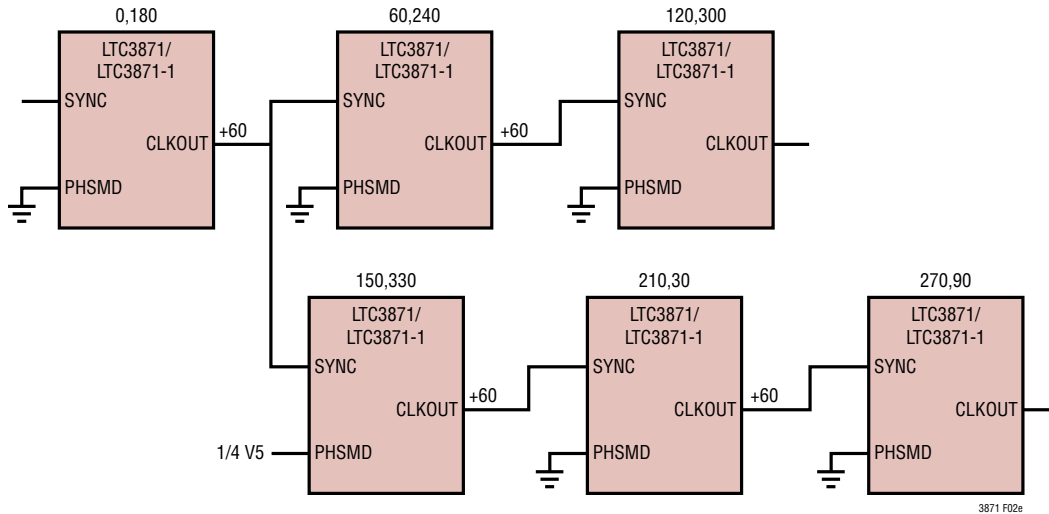 0,180
60,240
120,300
LTC3871/
LTC3871-1
SYNC
CLKOUT
PHSMD
+60
LTC3871/
LTC3871-1
SYNC
CLKOUT
PHSMD
+60
LTC3871/
LTC3871-1
SYNC
CLKOUT
PHSMD
150,330
210,30
270,90
LTC3871/
LTC3871-1
SYNC
CLKOUT
1/4 V5
PHSMD
+60
LTC3871/
LTC3871-1
SYNC
CLKOUT
PHSMD
+60
LTC3871/
LTC3871-1
SYNC
CLKOUT
PHSMD
3871 F02e